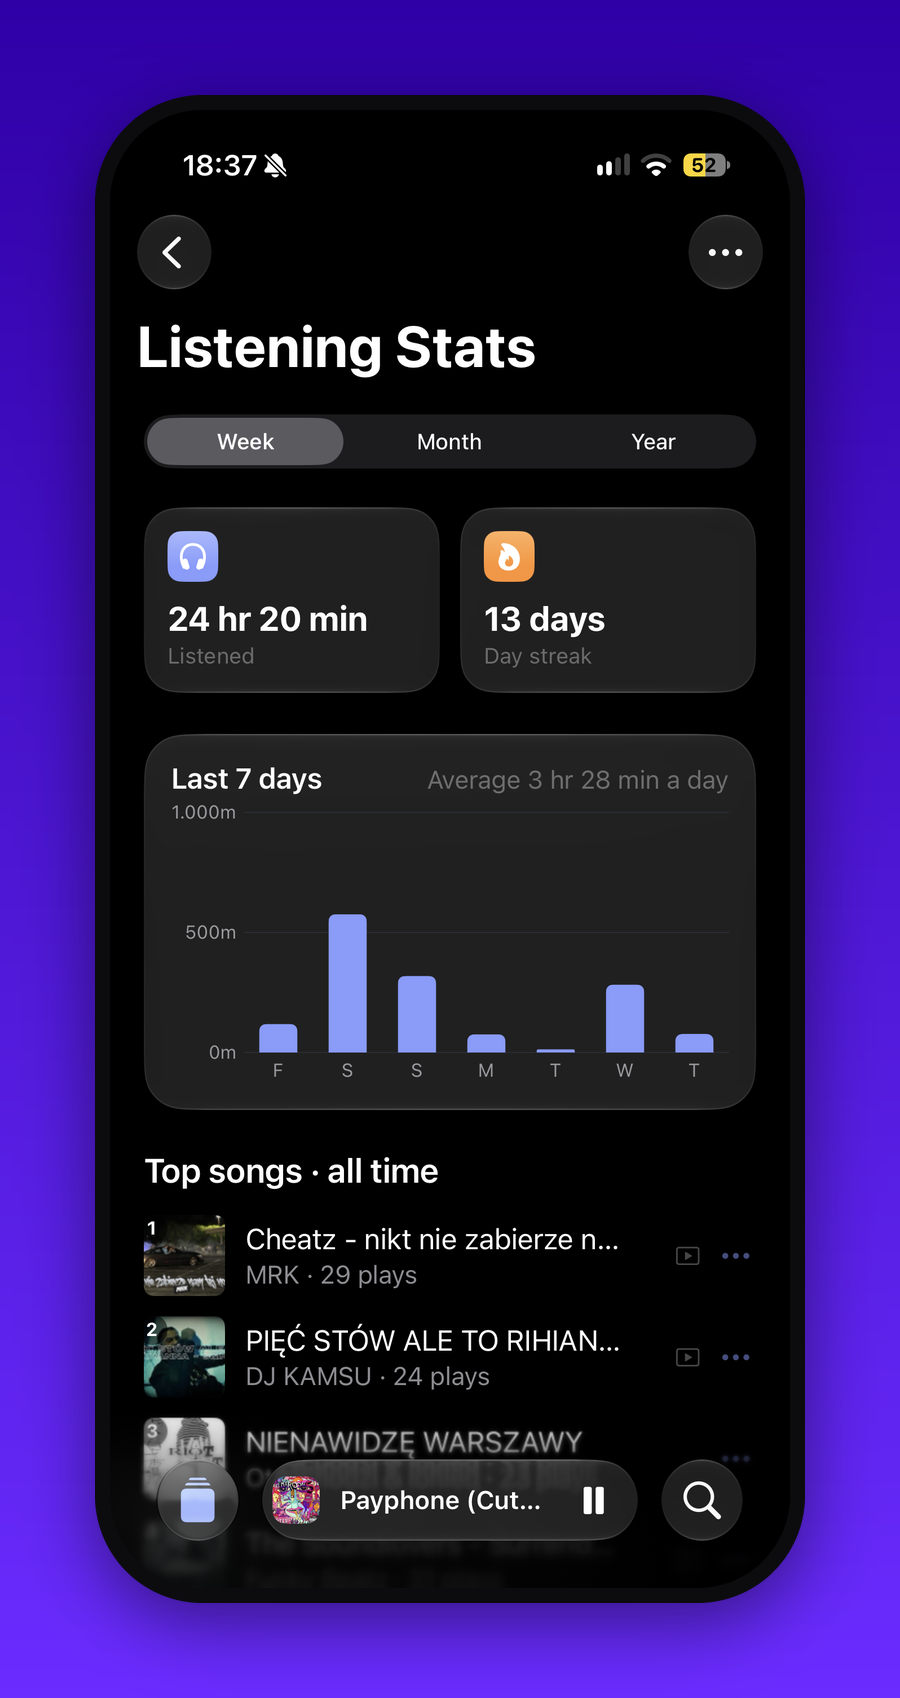 18:37
52
Listening Stats
Week Month Year
24 hr 20 min
Listened
13 days
Day streak
Last 7 days
Average 3 hr 28 min a day
1.000m
500m
0m
F S S M T W T
Top songs · all time
1
Cheatz - nikt nie zabierze n...
MRK · 29 plays
2
PIĘĆ STÓW ALE TO RIHIAN...
DJ KAMSU · 24 plays
3
NIENAWIDZĘ WARSZAWY
Payphone (Cut...